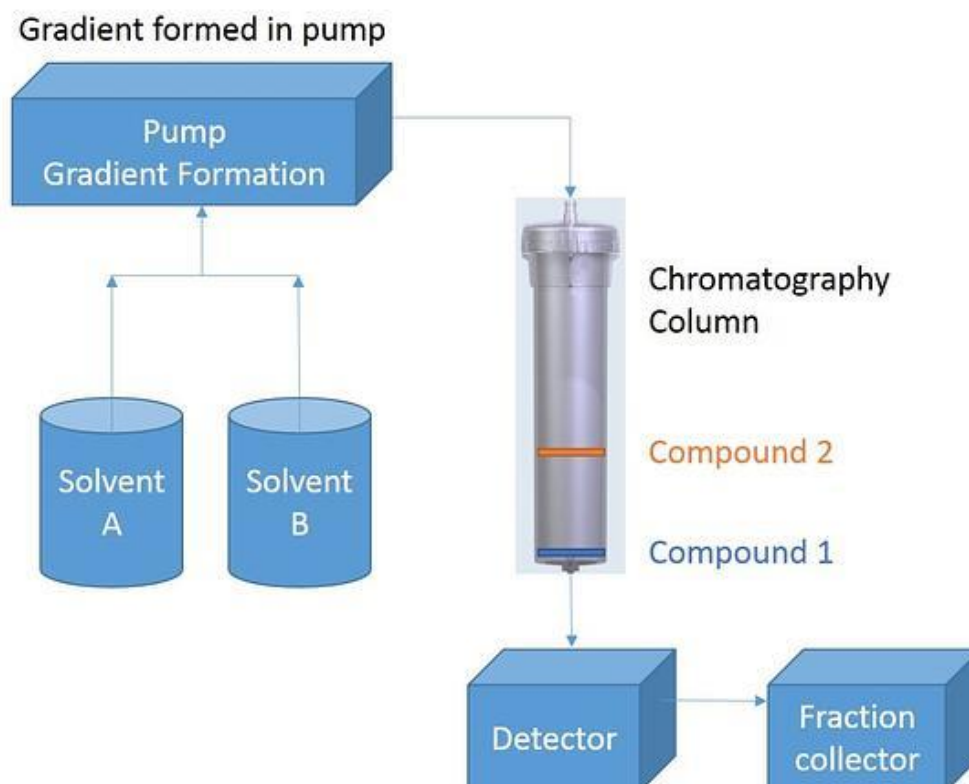 Gradient formed in pump
Pump
Gradient Formation
Chromatography
Column
Solvent
A
Solvent
B
Compound 2
Compound 1
Detector
Fraction
collector